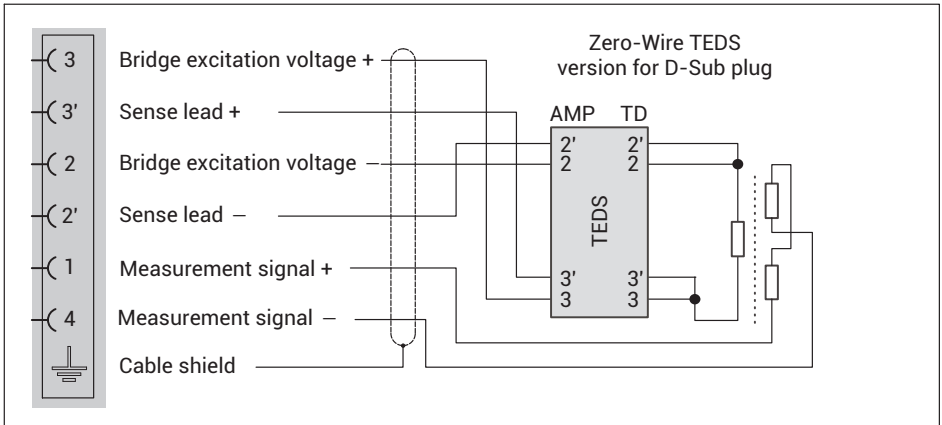 Zero-Wire TEDS
version for D-Sub plug
3 Bridge excitation voltage +
3' Sense lead +
2 Bridge excitation voltage –
2' Sense lead –
1 Measurement signal +
4 Measurement signal –
Cable shield
AMP TD
2' 2'
2 2
TEDS
3' 3'
3 3